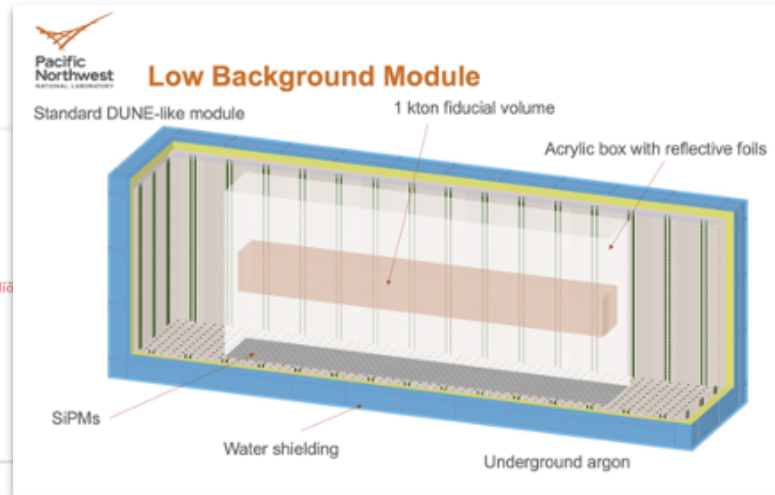 Pacific
Northwest
NATIONAL LABORATORY
Low Background Module
Standard DUNE-like module
1 kton fiducial volume
Acrylic box with reflective foils
SiPMs
Water shielding
Underground argon